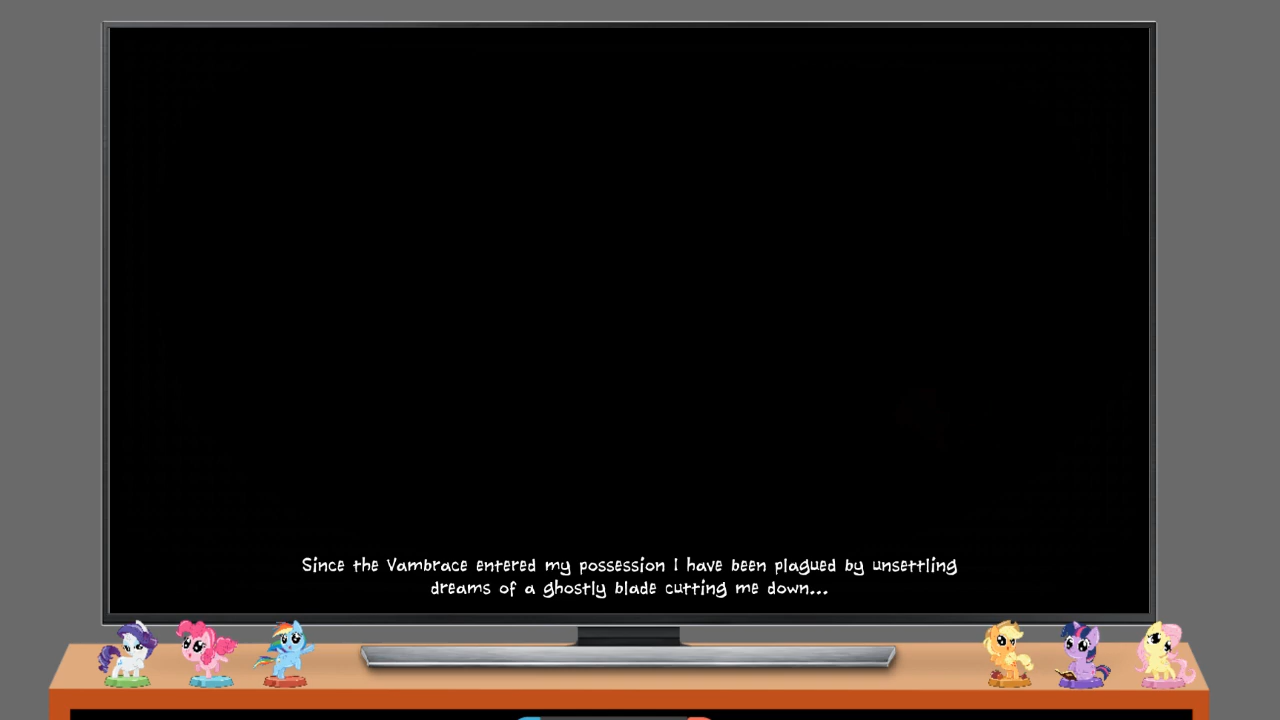 Since the Vambrace entered my possession I have been plagued by unsettling
dreams of a ghostly blade cutting me down...